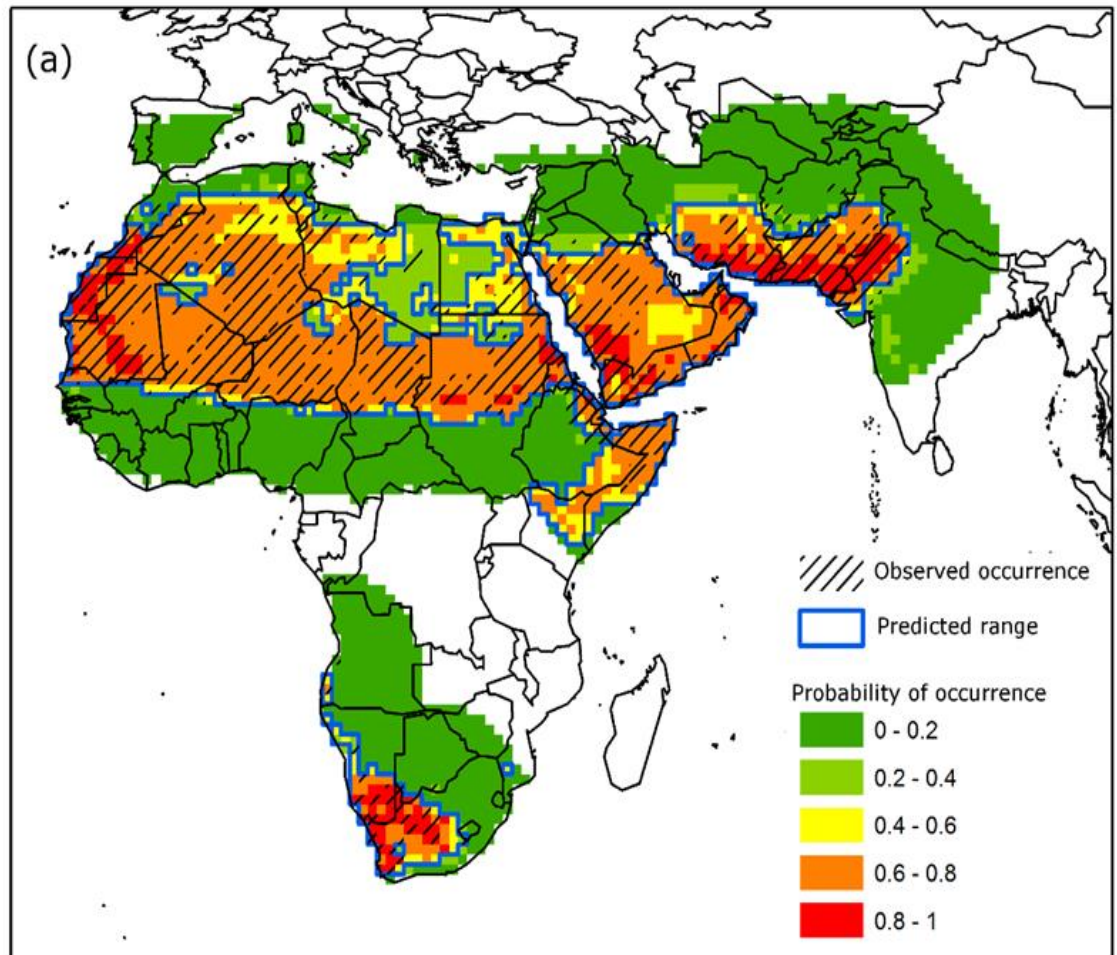 (a)
Observed occurrence
Predicted range
Probability of occurrence
0 - 0.2
0.2 - 0.4
0.4 - 0.6
0.6 - 0.8
0.8 - 1